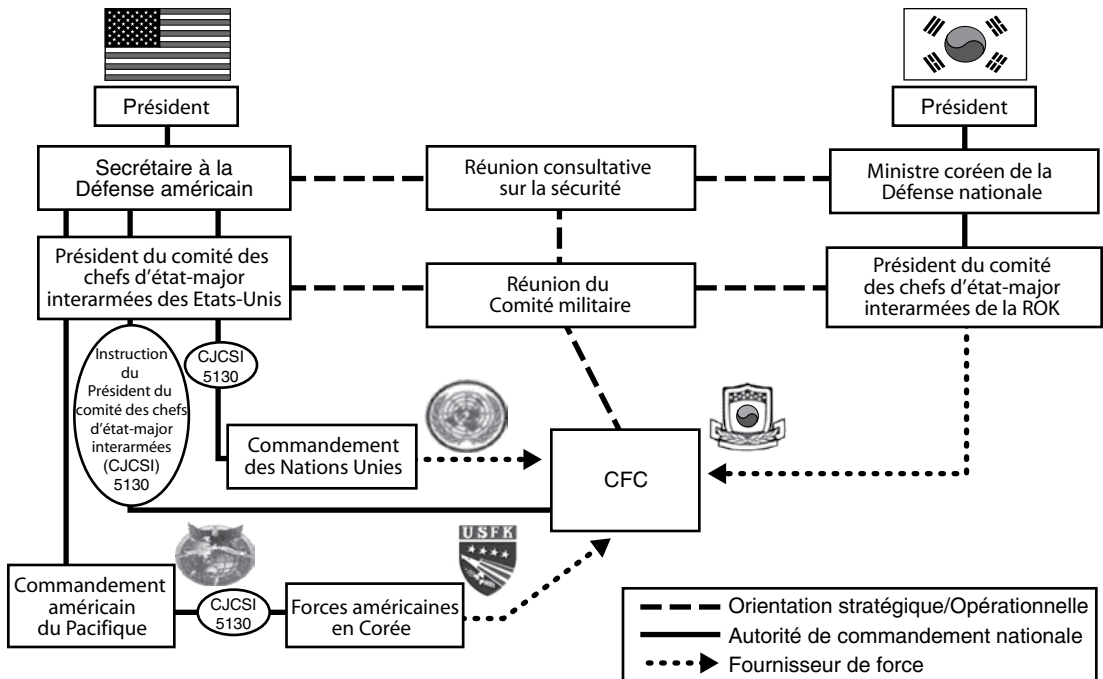 Président
Président
Secrétaire à la
Défense américain
Réunion consultative
sur la sécurité
Ministre coréen de la
Défense nationale
Président du comité des
chefs d'état-major
interarmées des Etats-Unis
Réunion du
Comité militaire
Président du comité
des chefs d'état-major
interarmées de la ROK
Instruction
du
Président du
comité des chefs
d'état-major
interarmées
(CJCSI)
5130
CJCSI
5130
Commandement
des Nations Unies
CFC
USFK
Commandement
américain
du Pacifique
CJCSI
5130
Forces américaines
en Corée
Orientation stratégique/Opérationnelle
Autorité de commandement nationale
Fournisseur de force